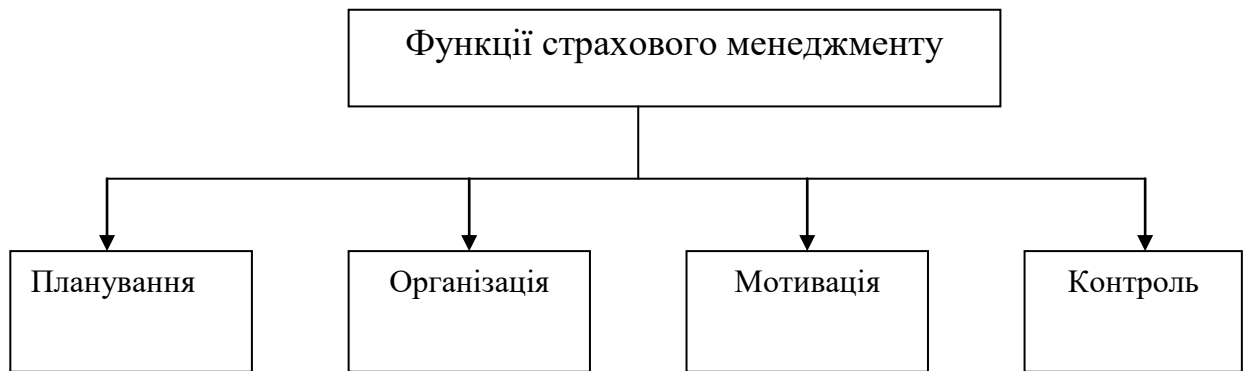 Функції страхового менеджменту
Планування
Організація
Мотивація
Контроль